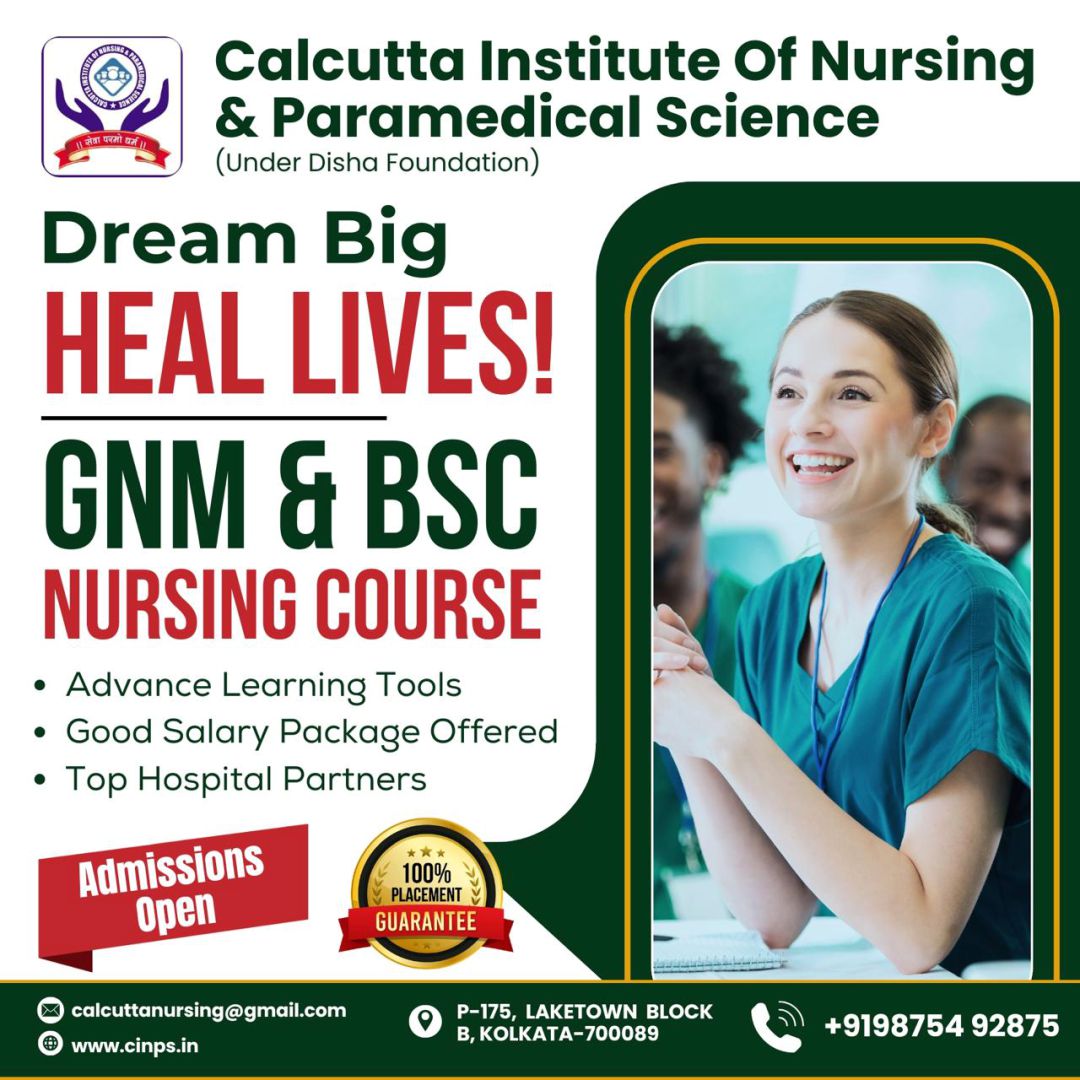 Calcutta Institute Of Nursing
& Paramedical Science
(Under Disha Foundation)
CALCUTTA INSTITUTE OF NURSING & PARAMEDICAL SCIENCE
|| सेवा परमो धर्म ||
Dream Big
HEAL LIVES!
GNM & BSC
NURSING COURSE
• Advance Learning Tools
• Good Salary Package Offered
• Top Hospital Partners
Admissions
Open
100%
PLACEMENT
GUARANTEE
calcuttanursing@gmail.com
www.cinps.in
P-175, LAKETOWN BLOCK
B, KOLKATA-700089
+9198754 92875